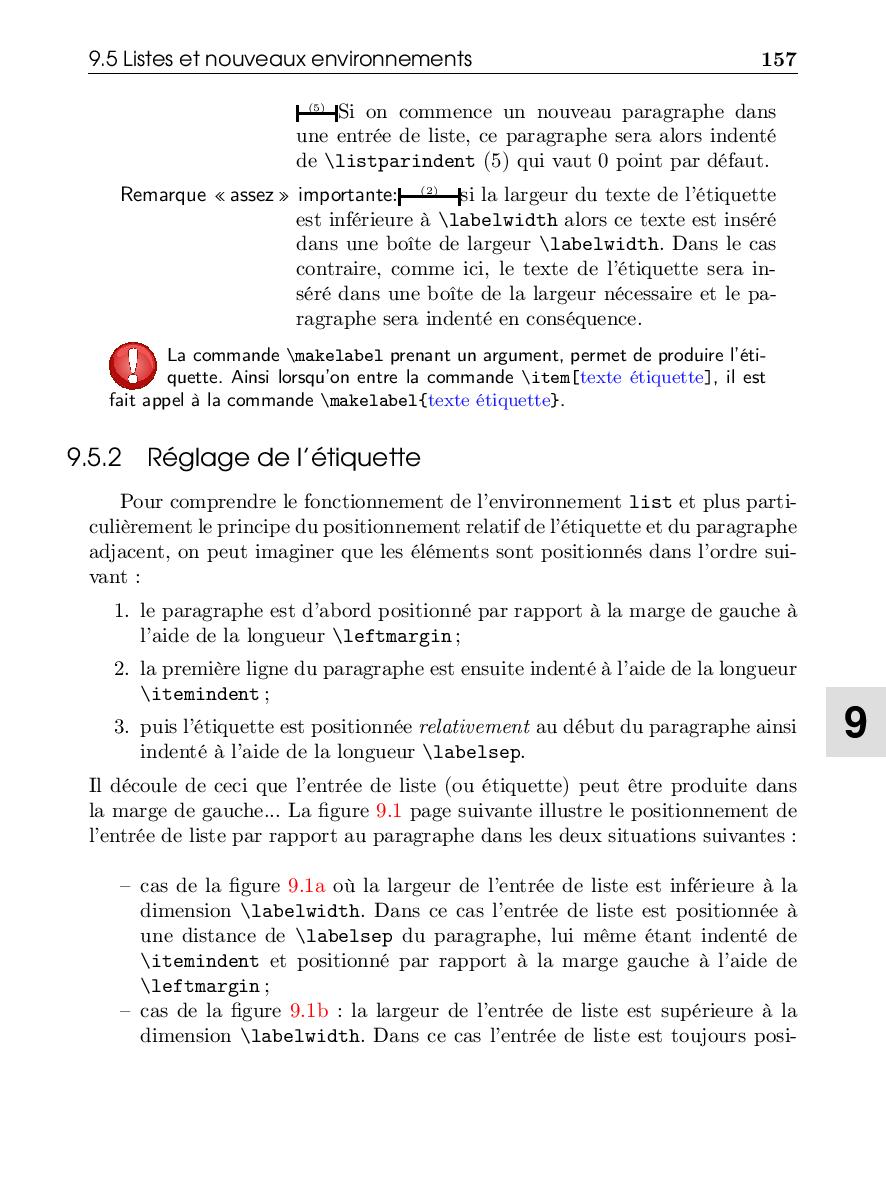 9.5 Listes et nouveaux environnements 157
(5) Si on commence un nouveau paragraphe dans
une entrée de liste, ce paragraphe sera alors indenté
de \listparindent (5) qui vaut 0 point par défaut.
Remarque « assez » importante: (2) si la largeur du texte de l'étiquette
est inférieure à \labelwidth alors ce texte est inséré
dans une boîte de largeur \labelwidth. Dans le cas
contraire, comme ici, le texte de l'étiquette sera in-
séré dans une boîte de la largeur nécessaire et le pa-
ragraphe sera indenté en conséquence.
La commande \makelabel prenant un argument, permet de produire l'éti-
quette. Ainsi lorsqu'on entre la commande \item[texte étiquette], il est
fait appel à la commande \makelabel{texte étiquette}.
9.5.2 Réglage de l'étiquette
Pour comprendre le fonctionnement de l'environnement list et plus parti-
culièrement le principe du positionnement relatif de l'étiquette et du paragraphe
adjacent, on peut imaginer que les éléments sont positionnés dans l'ordre sui-
vant :
1. le paragraphe est d'abord positionné par rapport à la marge de gauche à
l'aide de la longueur \leftmargin ;
2. la première ligne du paragraphe est ensuite indenté à l'aide de la longueur
\itemindent ;
3. puis l'étiquette est positionnée relativement au début du paragraphe ainsi
indenté à l'aide de la longueur \labelsep.
9
Il découle de ceci que l'entrée de liste (ou étiquette) peut être produite dans
la marge de gauche... La figure 9.1 page suivante illustre le positionnement de
l'entrée de liste par rapport au paragraphe dans les deux situations suivantes :
– cas de la figure 9.1a où la largeur de l'entrée de liste est inférieure à la
dimension \labelwidth. Dans ce cas l'entrée de liste est positionnée à
une distance de \labelsep du paragraphe, lui même étant indenté de
\itemindent et positionné par rapport à la marge gauche à l'aide de
\leftmargin ;
– cas de la figure 9.1b : la largeur de l'entrée de liste est supérieure à la
dimension \labelwidth. Dans ce cas l'entrée de liste est toujours posi-